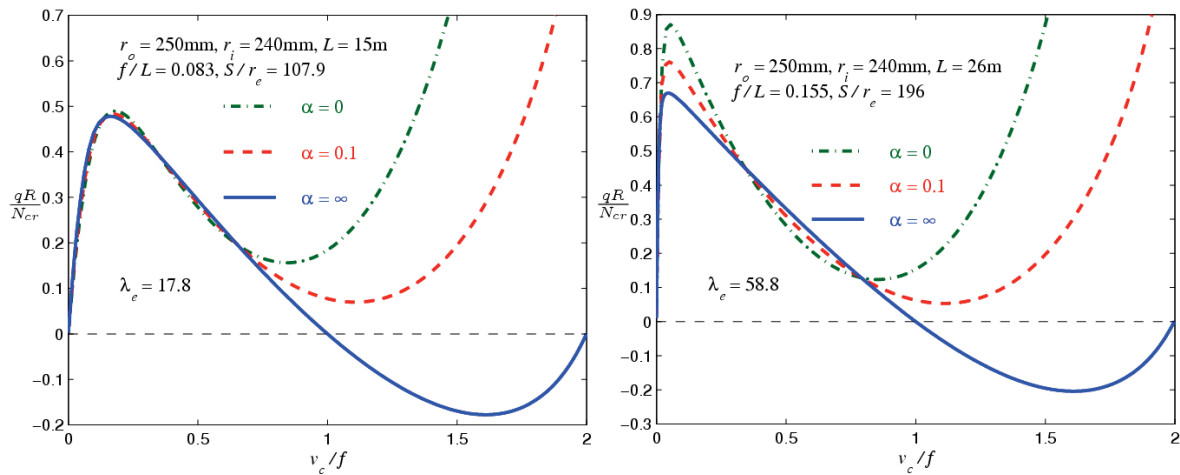 0.7
0.6
0.5
0.4
0.3
0.2
0.1
0
−0.1
−0.2
qR
N_cr
r_o = 250mm, r_i = 240mm, L = 15m
f/L = 0.083, S/r_e = 107.9
α = 0
α = 0.1
α = ∞
λ_e = 17.8
0
0.5
1
1.5
2
v_c/f
0.9
0.8
0.7
0.6
0.5
0.4
0.3
0.2
0.1
0
−0.1
−0.2
−0.3
qR
N_cr
r_o = 250mm, r_i = 240mm, L = 26m
f/L = 0.155, S/r_e = 196
α = 0
α = 0.1
α = ∞
λ_e = 58.8
0
0.5
1
1.5
2
v_c/f